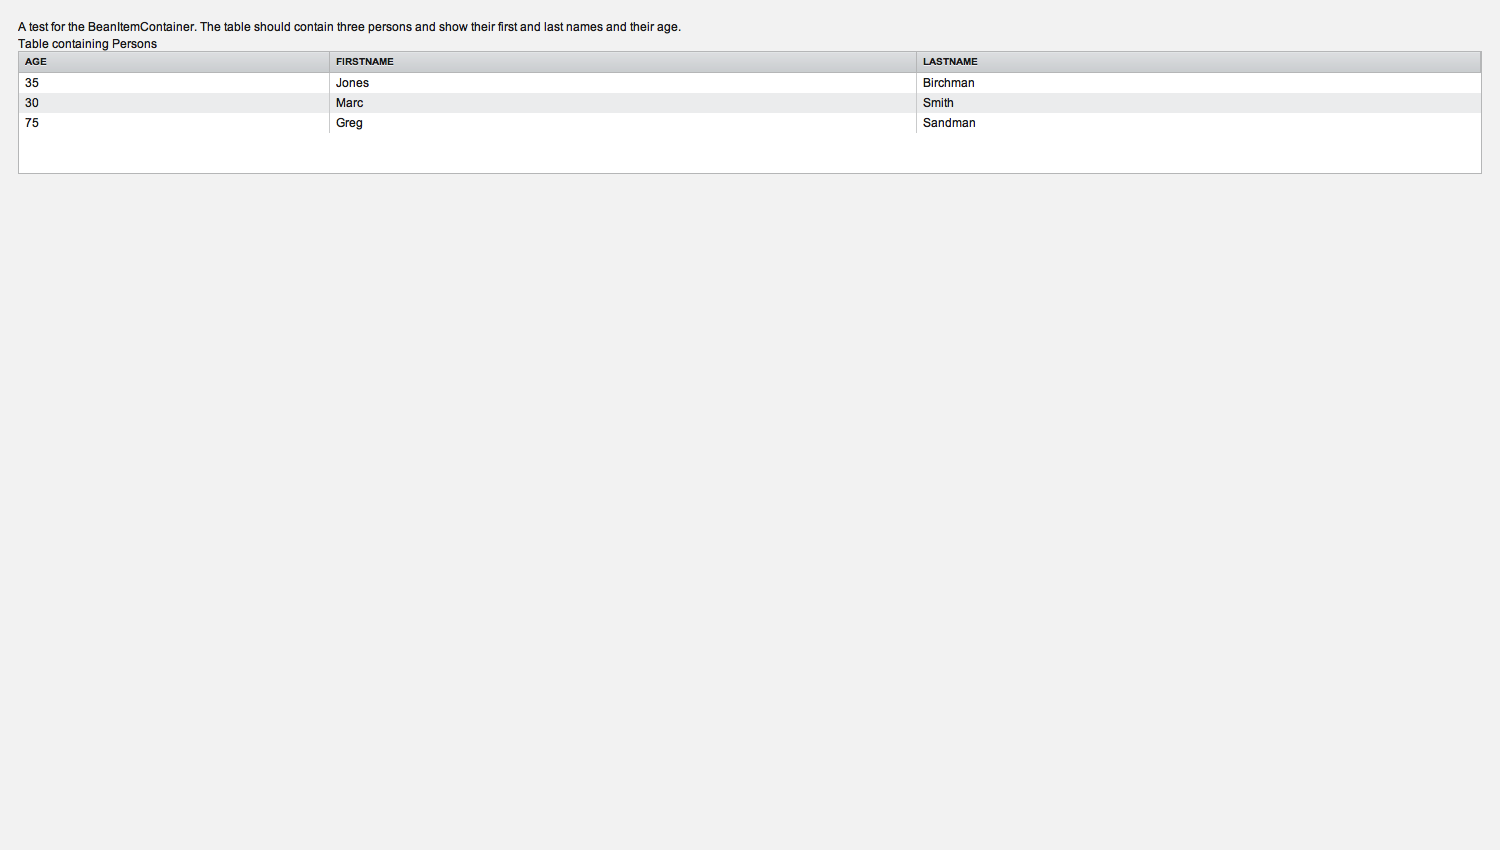 A test for the BeanItemContainer. The table should contain three persons and show their first and last names and their age.
Table containing Persons
AGE FIRSTNAME LASTNAME
35 Jones Birchman
30 Marc Smith
75 Greg Sandman